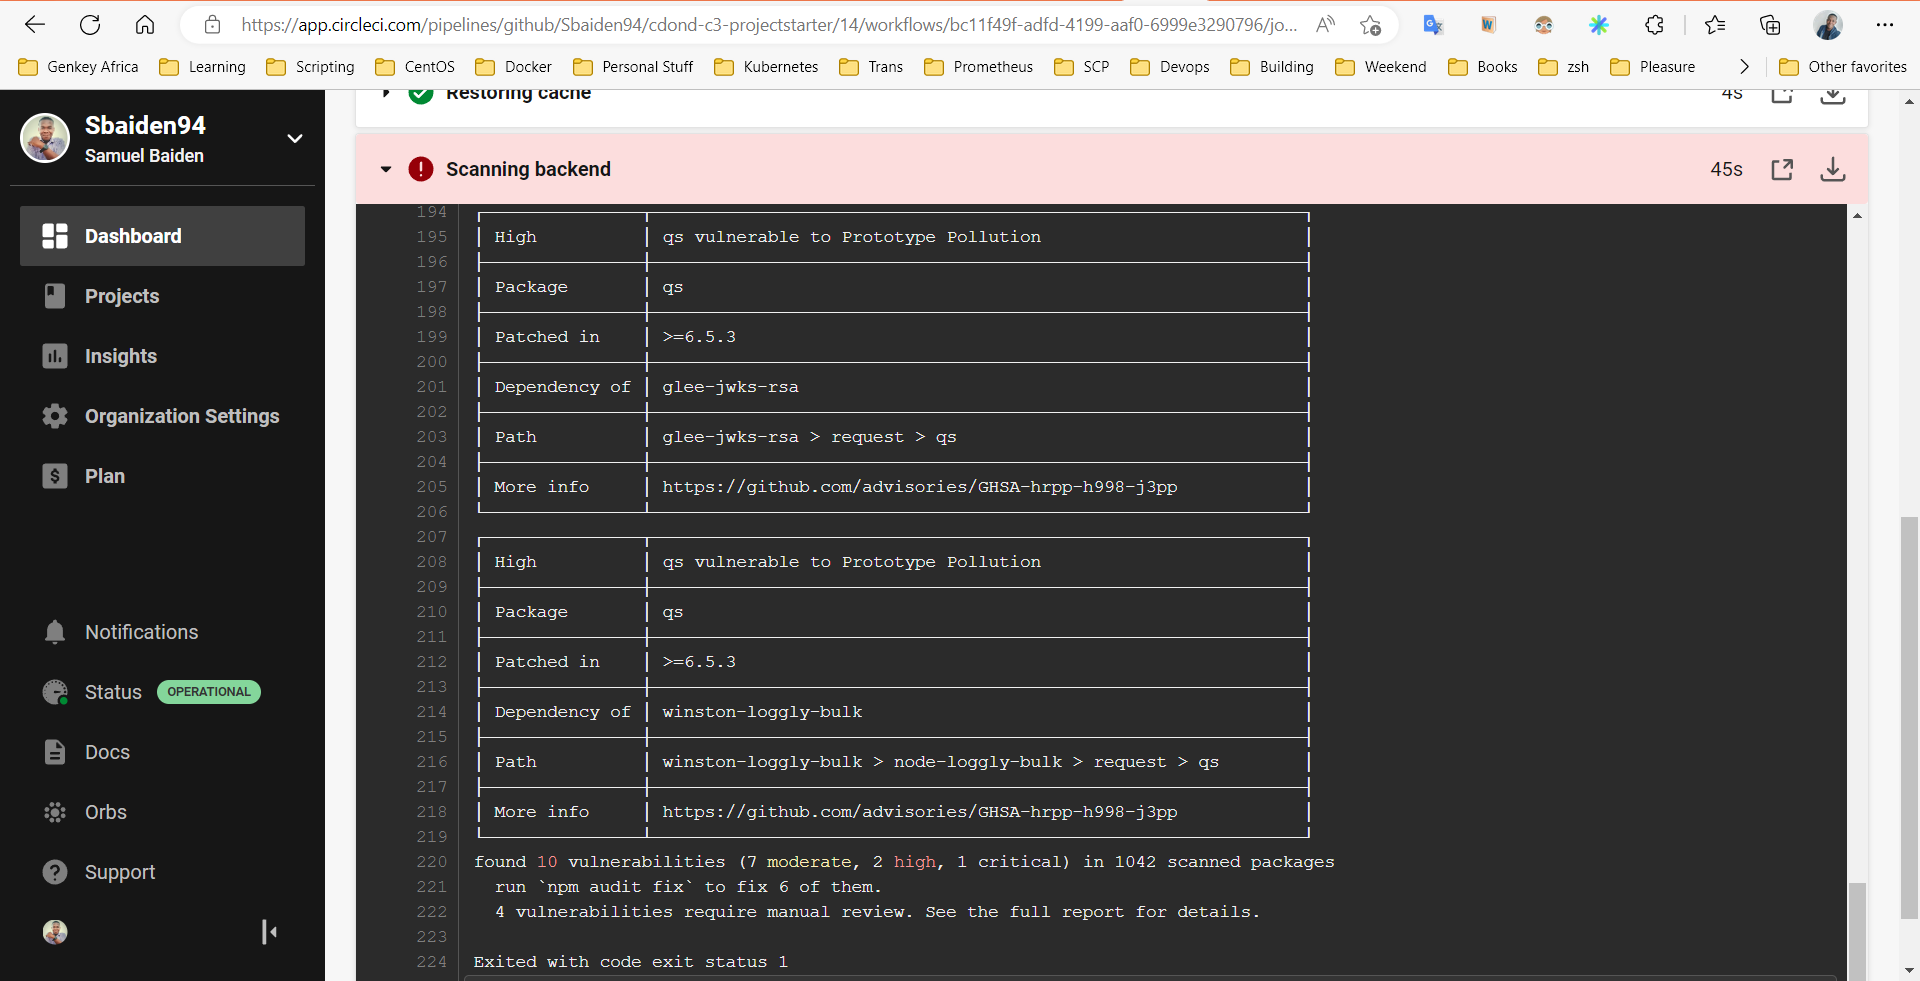 https://app.circleci.com/pipelines/github/Sbaiden94/cdond-c3-projectstarter/14/workflows/bc11f49f-adfd-4199-aaf0-6999e3290796/jo...
Genkey Africa Learning Scripting CentOS Docker Personal Stuff Kubernetes Trans Prometheus SCP Devops Building Weekend Books zsh Pleasure Other favorites
Sbaiden94
Samuel Baiden
Dashboard
Projects
Insights
Organization Settings
Plan
Notifications
Status OPERATIONAL
Docs
Orbs
Support
Restoring cache 4s
Scanning backend 45s
194
195 High qs vulnerable to Prototype Pollution
196
197 Package qs
198
199 Patched in >=6.5.3
200
201 Dependency of glee-jwks-rsa
202
203 Path glee-jwks-rsa > request > qs
204
205 More info https://github.com/advisories/GHSA-hrpp-h998-j3pp
206
207
208 High qs vulnerable to Prototype Pollution
209
210 Package qs
211
212 Patched in >=6.5.3
213
214 Dependency of winston-loggly-bulk
215
216 Path winston-loggly-bulk > node-loggly-bulk > request > qs
217
218 More info https://github.com/advisories/GHSA-hrpp-h998-j3pp
219
220 found 10 vulnerabilities (7 moderate, 2 high, 1 critical) in 1042 scanned packages
221 run `npm audit fix` to fix 6 of them.
222 4 vulnerabilities require manual review. See the full report for details.
223
224 Exited with code exit status 1